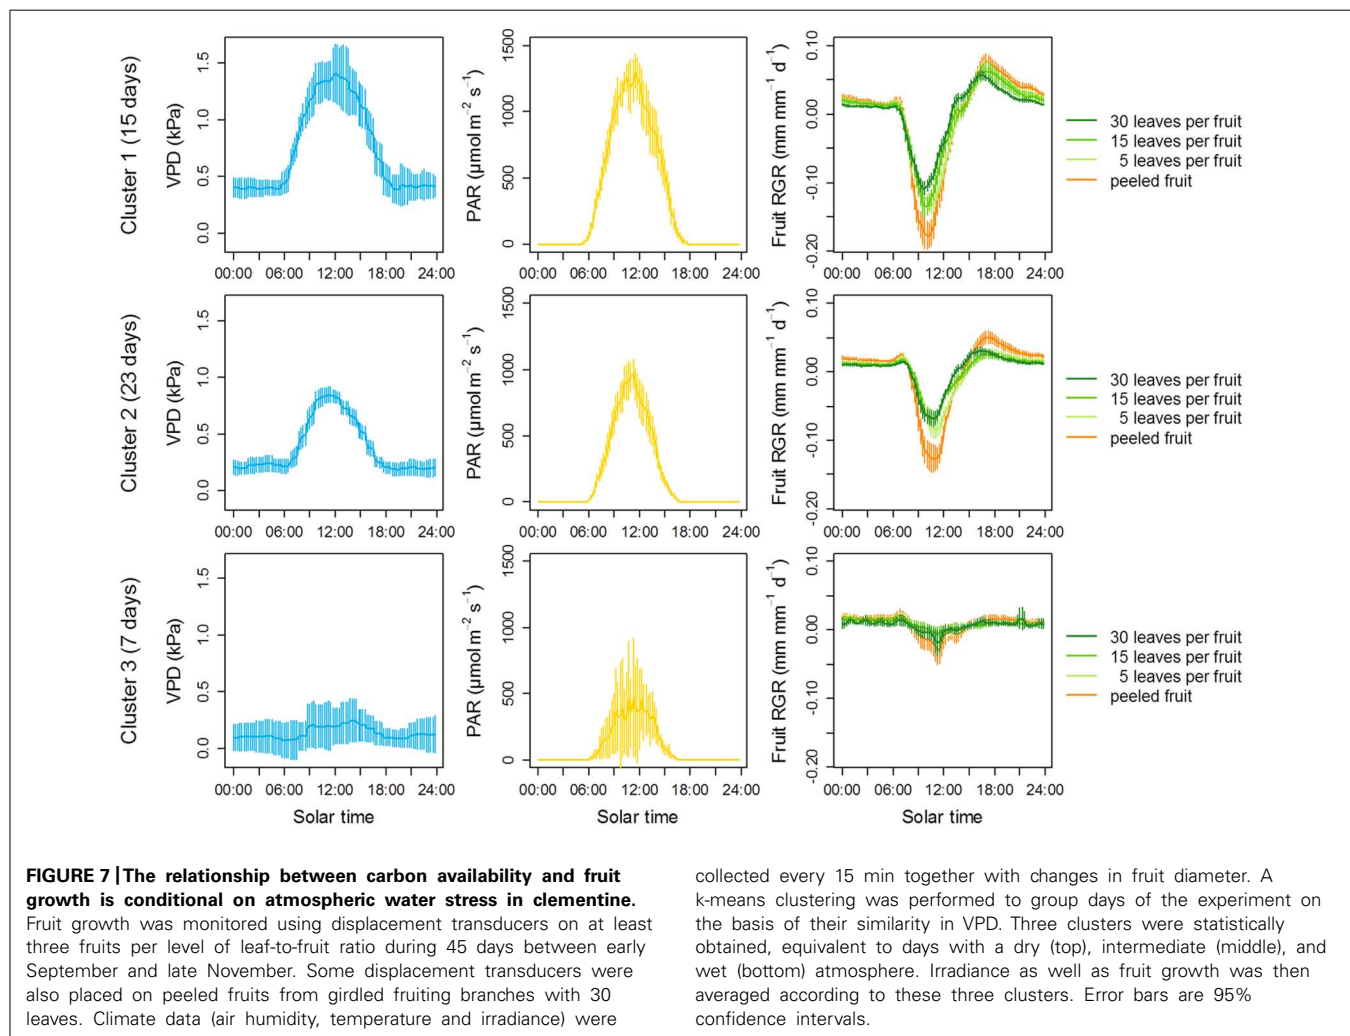 Cluster 1 (15 days)
VPD (kPa)
1.5
1.0
0.5
0.0
00:00 06:00 12:00 18:00 24:00
PAR (µmol m⁻² s⁻¹)
1500
1000
500
0
00:00 06:00 12:00 18:00 24:00
Fruit RGR (mm mm⁻¹ d⁻¹)
0.10
0.00
-0.10
-0.20
00:00 06:00 12:00 18:00 24:00
30 leaves per fruit
15 leaves per fruit
5 leaves per fruit
peeled fruit
Cluster 2 (23 days)
VPD (kPa)
1.5
1.0
0.5
0.0
00:00 06:00 12:00 18:00 24:00
PAR (µmol m⁻² s⁻¹)
1500
1000
500
0
00:00 06:00 12:00 18:00 24:00
Fruit RGR (mm mm⁻¹ d⁻¹)
0.10
0.00
-0.10
-0.20
00:00 06:00 12:00 18:00 24:00
30 leaves per fruit
15 leaves per fruit
5 leaves per fruit
peeled fruit
Cluster 3 (7 days)
VPD (kPa)
1.5
1.0
0.5
0.0
00:00 06:00 12:00 18:00 24:00
Solar time
PAR (µmol m⁻² s⁻¹)
1500
1000
500
0
00:00 06:00 12:00 18:00 24:00
Solar time
Fruit RGR (mm mm⁻¹ d⁻¹)
0.10
0.00
-0.10
-0.20
00:00 06:00 12:00 18:00 24:00
Solar time
30 leaves per fruit
15 leaves per fruit
5 leaves per fruit
peeled fruit
FIGURE 7 | The relationship between carbon availability and fruit
growth is conditional on atmospheric water stress in clementine.
Fruit growth was monitored using displacement transducers on at least
three fruits per level of leaf-to-fruit ratio during 45 days between early
September and late November. Some displacement transducers were
also placed on peeled fruits from girdled fruiting branches with 30
leaves. Climate data (air humidity, temperature and irradiance) were
collected every 15 min together with changes in fruit diameter. A
k-means clustering was performed to group days of the experiment on
the basis of their similarity in VPD. Three clusters were statistically
obtained, equivalent to days with a dry (top), intermediate (middle), and
wet (bottom) atmosphere. Irradiance as well as fruit growth was then
averaged according to these three clusters. Error bars are 95%
confidence intervals.